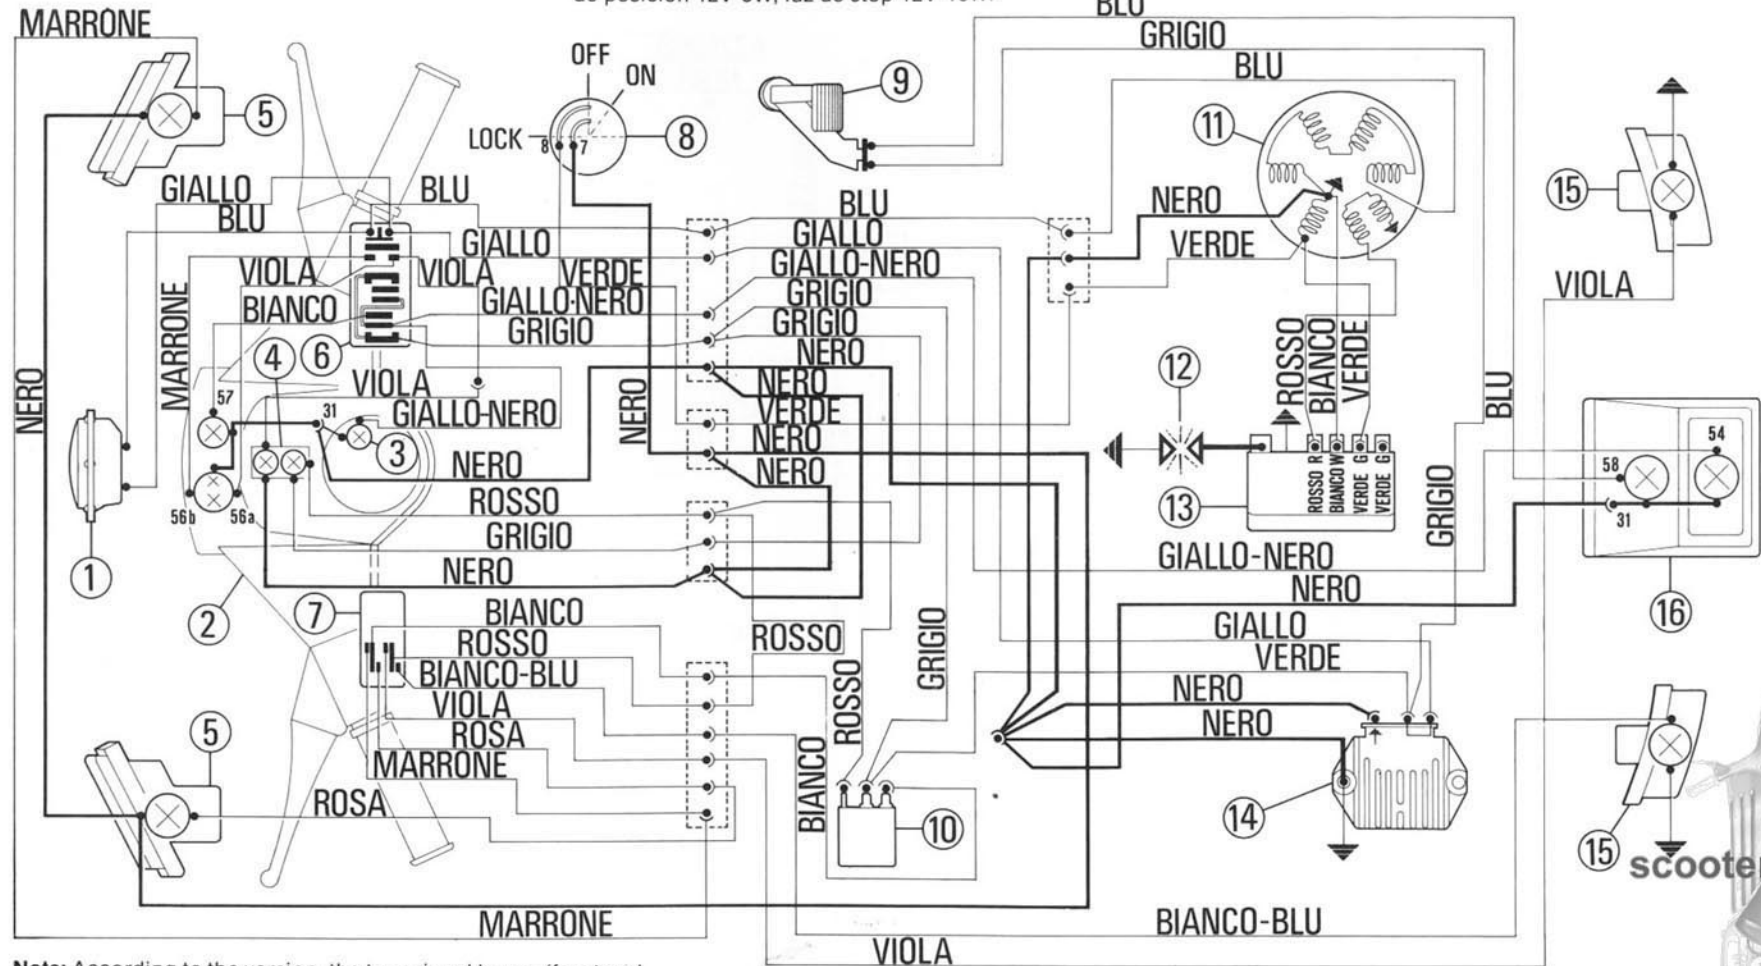 BLU
MARRONE
GRIGIO
OFF
ON
BLU
9
5
LOCK
8
7
8
11
GIALLO
BLU
BLU
BLU
NERO
15
GIALLO
GIALLO
VERDE
VIOLA
VIOLA
VERDE
GIALLO-NERO
MARRONE
BIANCO
GIALLO-NERO
GRIGIO
VIOLA
GRIGIO
GRIGIO
NERO
ROSSO
BIANCO
VERDE
4
6
12
NERO
VIOLA
NERO
NERO
VERDE
BLU
57
31
GIALLO-NERO
3
NERO
54
NERO
NERO
ROSSO R
BIANCO W
VERDE G
VERDE G
58
56b
56a
ROSSO
13
GRIGIO
31
GRIGIO
GIALLO-NERO
1
NERO
NERO
2
7
BIANCO
16
ROSSO
ROSSO
GIALLO
BIANCO-BLU
ROSSO
GRIGIO
VERDE
VIOLA
NERO
5
ROSA
NERO
MARRONE
BIANCO
ROSA
10
14
15
scooter
MARRONE
BIANCO-BLU
VIOLA